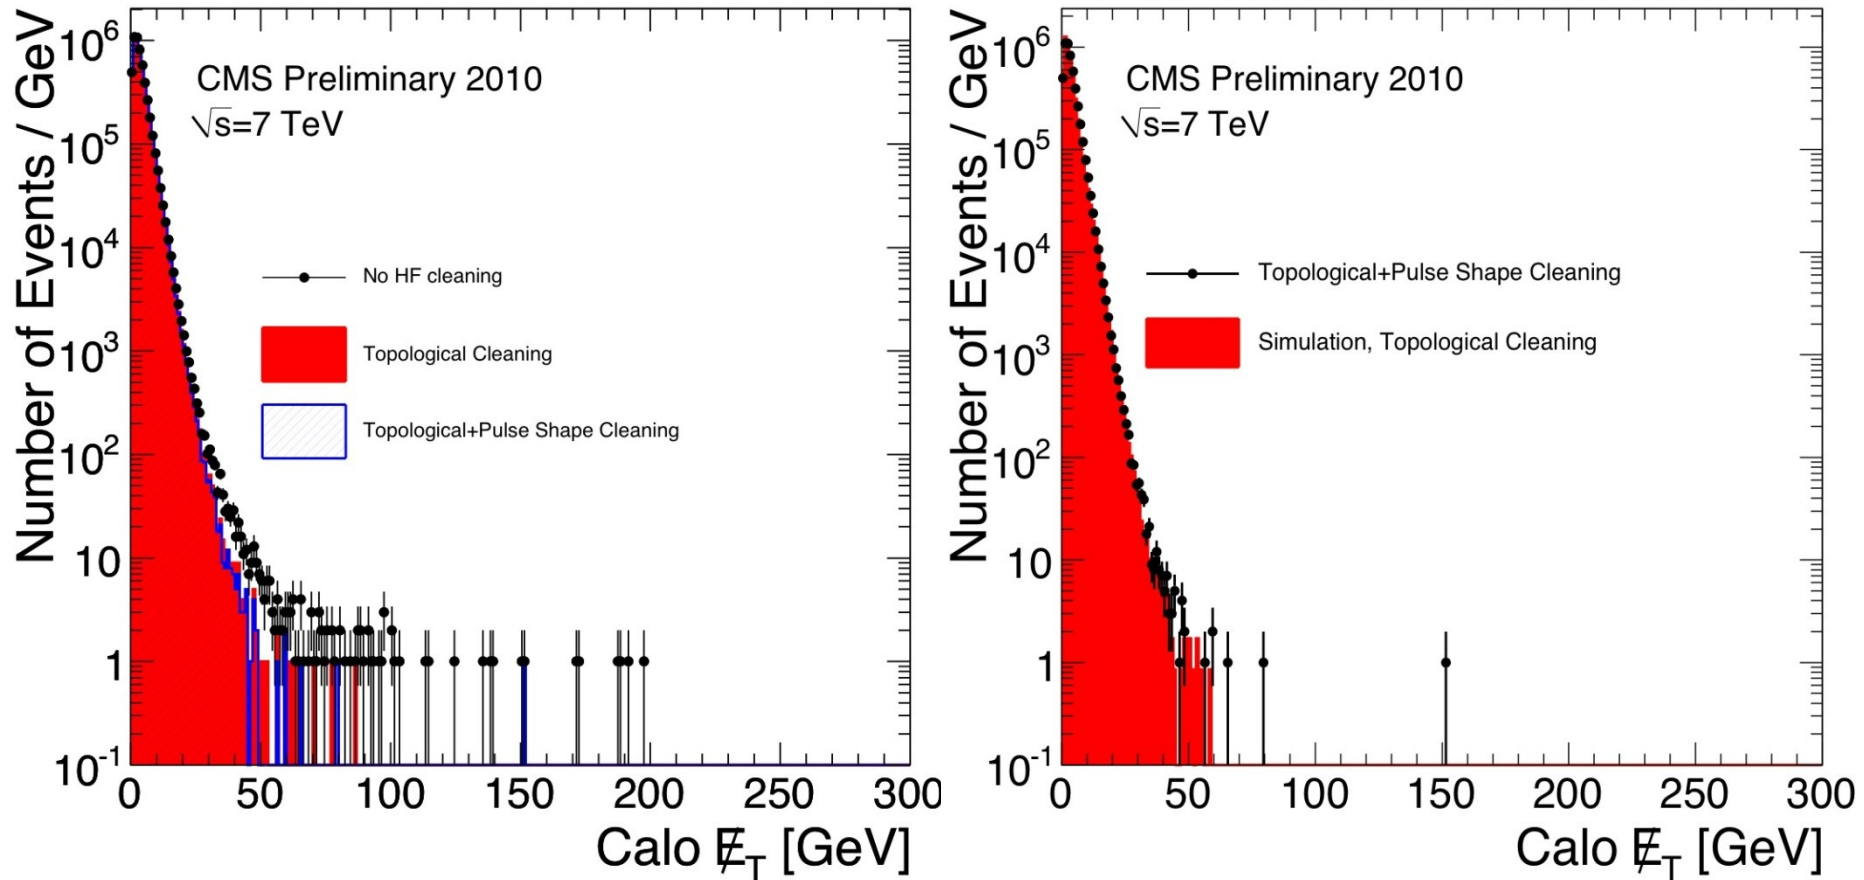 Number of Events / GeV
10^6
10^5
10^4
10^3
10^2
10
1
10^-1
CMS Preliminary 2010
√s=7 TeV
No HF cleaning
Topological Cleaning
Topological+Pulse Shape Cleaning
0 50 100 150 200 250 300
Calo E̸_T [GeV]
Number of Events / GeV
10^6
10^5
10^4
10^3
10^2
10
1
10^-1
CMS Preliminary 2010
√s=7 TeV
Topological+Pulse Shape Cleaning
Simulation, Topological Cleaning
0 50 100 150 200 250 300
Calo E̸_T [GeV]